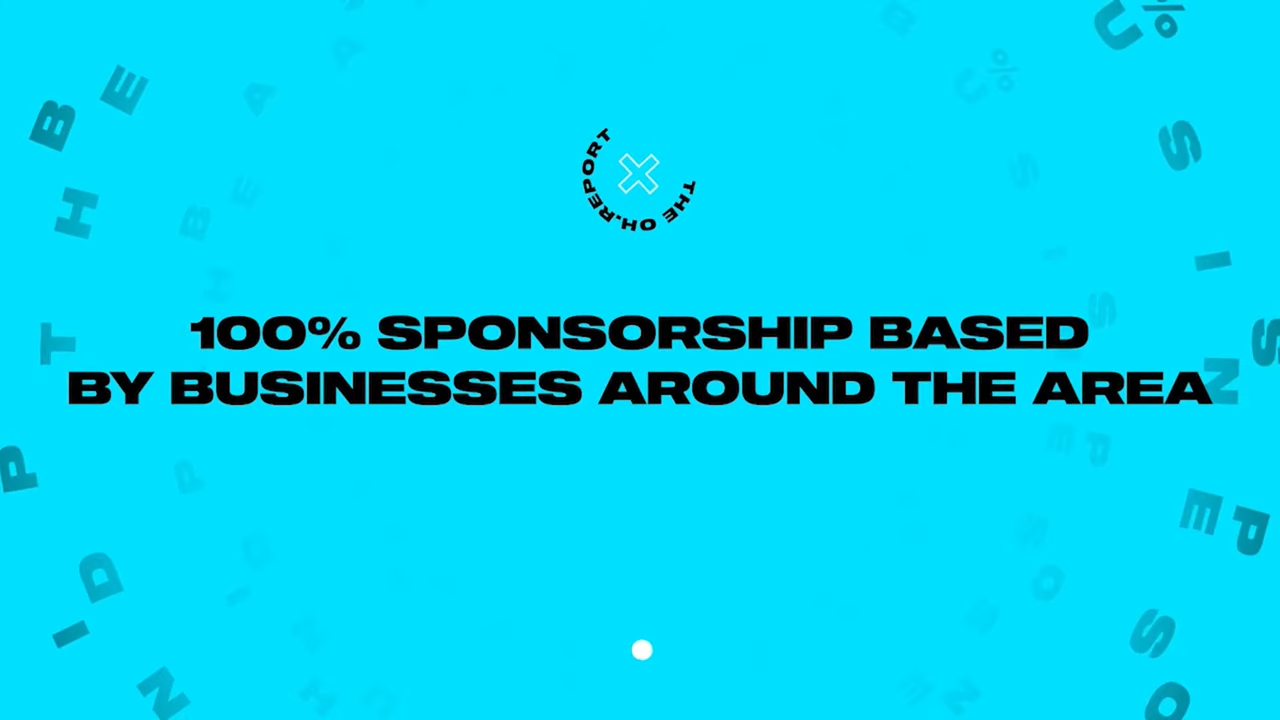 THE OH.REPORT
100% SPONSORSHIP BASED
BY BUSINESSES AROUND THE AREA